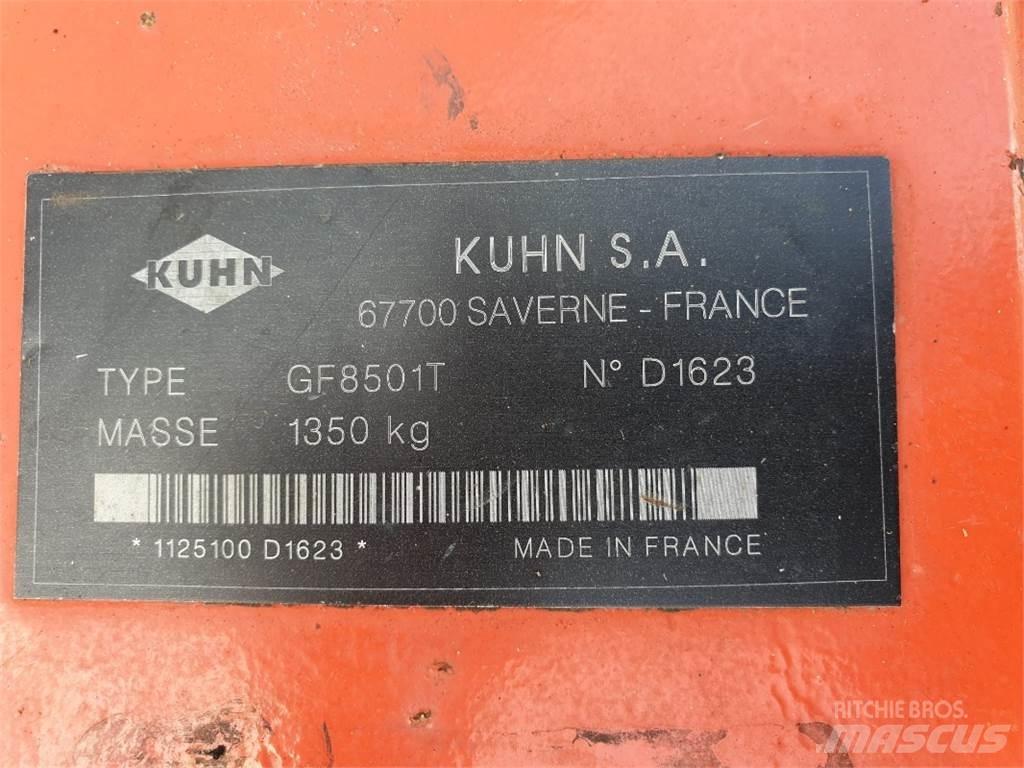 KUHN
KUHN S.A.
67700 SAVERNE - FRANCE
TYPE GF8501T N° D1623
MASSE 1350 kg
* 1125100 D1623 *
MADE IN FRANCE
RITCHIE BROS.
MASCUS